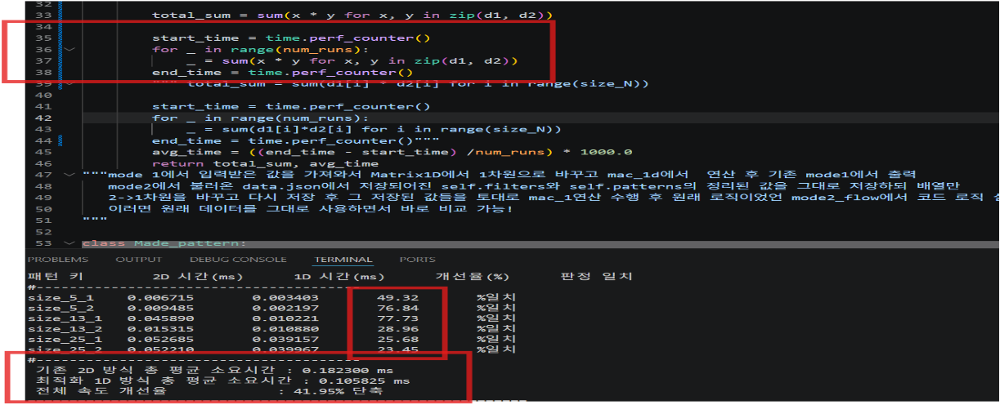 32
33 total_sum = sum(x * y for x, y in zip(d1, d2))
34
35 start_time = time.perf_counter()
36 for _ in range(num_runs):
37 _ = sum(x * y for x, y in zip(d1, d2))
38 end_time = time.perf_counter()
39 """ total_sum = sum(d1[i] * d2[i] for i in range(size_N))
40
41 start_time = time.perf_counter()
42 for _ in range(num_runs):
43 _ = sum(d1[i]*d2[i] for i in range(size_N))
44 end_time = time.perf_counter()"""
45 avg_time = ((end_time - start_time) /num_runs) * 1000.0
46 return total_sum, avg_time
47 """mode 1에서 입력받은 값을 가져와서 Matrix1D에서 1차원으로 바꾸고 mac_1d에서 연산 후 기존 mode1에서 출력
48 mode2에서 불러온 data.json에서 저장되어진 self.filters와 self.patterns의 정리된 값을 그대로 저장하되 배열만
49 2->1차원을 바꾸고 다시 저장 후 그 저장된 값들을 토대로 mac_1연산 수행 후 원래 로직이었언 mode2_flow에서 코드 로직
50 이러면 원래 데이터를 그대로 사용하면서 바로 비교 가능!
51 """
52
53 class Made_pattern:
PROBLEMS OUTPUT DEBUG CONSOLE TERMINAL PORTS
패턴 키 2D 시간(ms) 1D 시간(ms) 개선율(%) 판정 일치
#----------------------------------------
size_5_1 0.006715 0.003403 49.32 %일치
size_5_2 0.009485 0.002197 76.84 %일치
size_13_1 0.045890 0.010221 77.73 %일치
size_13_2 0.015315 0.010880 28.96 %일치
size_25_1 0.052685 0.039157 25.68 %일치
size_25_2 0.052210 0.039967 23.45 %일치
#----------------------------------------
기존 2D 방식 총 평균 소요시간 : 0.182300 ms
최적화 1D 방식 총 평균 소요시간 : 0.105825 ms
전체 속도 개선율 : 41.95% 단축